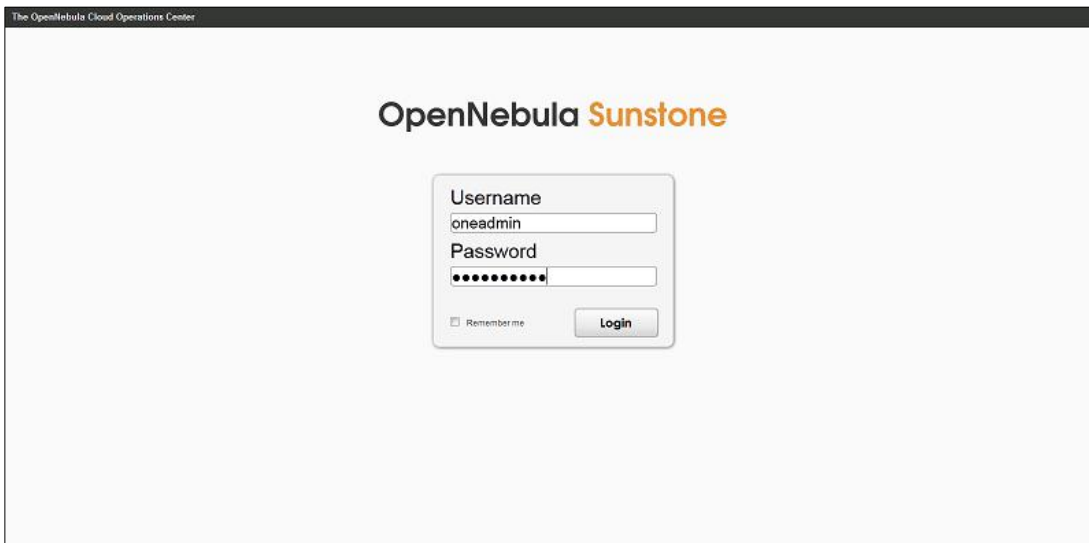 The OpenNebula Cloud Operations Center
OpenNebula Sunstone
Username
oneadmin
Password
●●●●●●●●●●
Remember me
Login